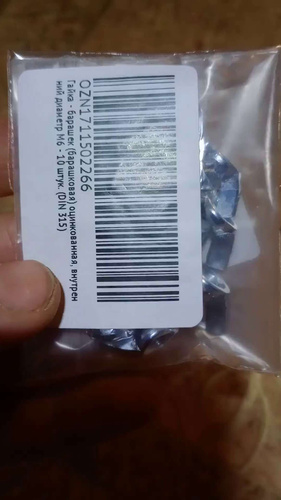 OZN1711502266
Гайка - барашек (барашковая) оцинкованная, внутрен
ний диаметр М6 - 10 штук. (DIN 315)